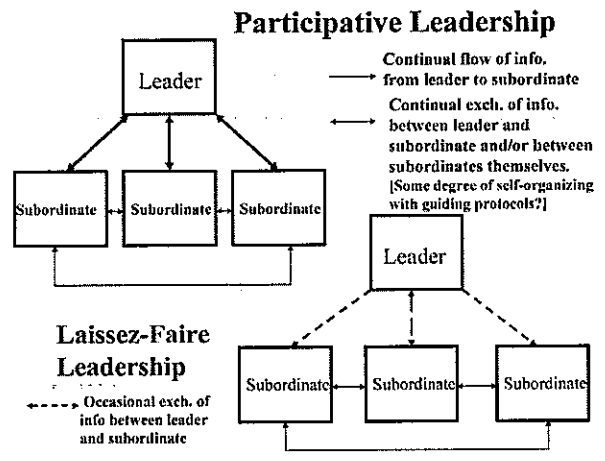 Participative Leadership
Leader
Continual flow of info.
from leader to subordinate
Continual exch. of info.
between leader and
subordinate and/or between
subordinates themselves.
[Some degree of self-organizing
with guiding protocols?]
Subordinate
Subordinate
Subordinate
Leader
Laissez-Faire
Leadership
Occasional exch. of
info between leader
and subordinate
Subordinate
Subordinate
Subordinate